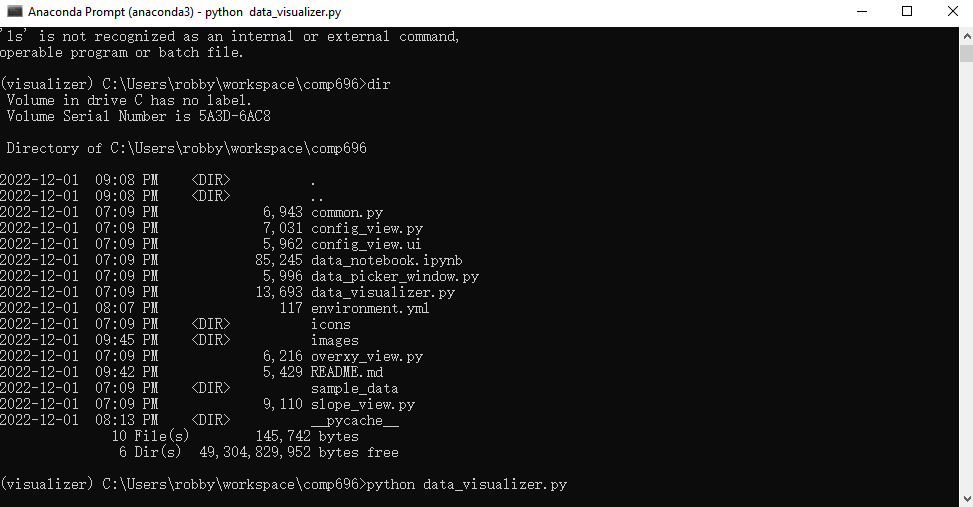 Anaconda Prompt (anaconda3) - python  data_visualizer.py
'ls' is not recognized as an internal or external command,
operable program or batch file.
(visualizer) C:\Users\robby\workspace\comp696>dir
 Volume in drive C has no label.
 Volume Serial Number is 5A3D-6AC8
 Directory of C:\Users\robby\workspace\comp696
2022-12-01  09:08 PM    <DIR>          .
2022-12-01  09:08 PM    <DIR>          ..
2022-12-01  07:09 PM             6,943 common.py
2022-12-01  07:09 PM             7,031 config_view.py
2022-12-01  07:09 PM             5,962 config_view.ui
2022-12-01  07:09 PM            85,245 data_notebook.ipynb
2022-12-01  07:09 PM             5,996 data_picker_window.py
2022-12-01  07:09 PM            13,693 data_visualizer.py
2022-12-01  08:07 PM               117 environment.yml
2022-12-01  07:09 PM    <DIR>          icons
2022-12-01  09:45 PM    <DIR>          images
2022-12-01  07:09 PM             6,216 overxy_view.py
2022-12-01  09:42 PM             5,429 README.md
2022-12-01  07:09 PM    <DIR>          sample_data
2022-12-01  07:09 PM             9,110 slope_view.py
2022-12-01  08:13 PM    <DIR>          __pycache__
              10 File(s)        145,742 bytes
               6 Dir(s)  49,304,829,952 bytes free
(visualizer) C:\Users\robby\workspace\comp696>python data_visualizer.py